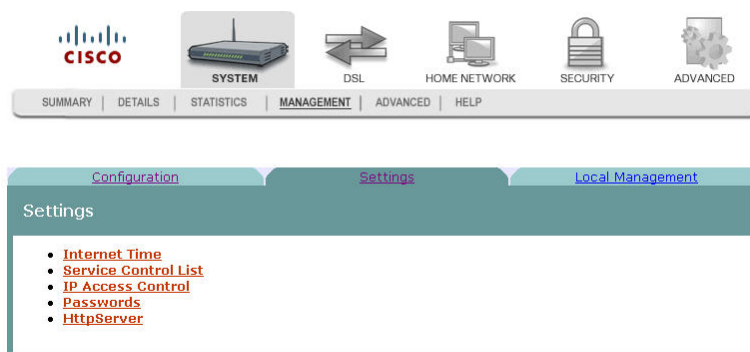 CISCO
SYSTEM
DSL
HOME NETWORK
SECURITY
ADVANCED
SUMMARY | DETAILS | STATISTICS | MANAGEMENT | ADVANCED | HELP
Configuration
Settings
Local Management
Settings
• Internet Time
• Service Control List
• IP Access Control
• Passwords
• HttpServer